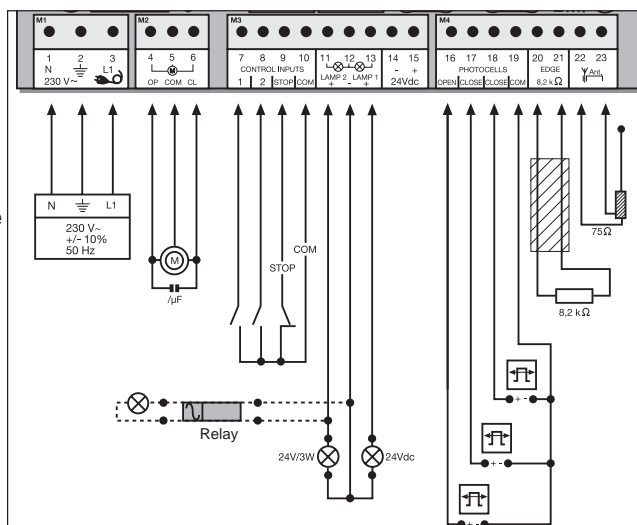 M1 M2 M3 M4
1 2 3 4 5 6 7 8 9 10 11 12 13 14 15 16 17 18 19 20 21 22 23
N L1 M CONTROL INPUTS LAMP 2 LAMP 1 - + PHOTOCELLS EDGE Ant.
230 V~ OP COM CL 1 2 STOP COM + - + 24Vdc OPEN CLOSE CLOSE COM 8,2 kΩ
N L1
230 V~
+/- 10%
50 Hz
M
/µF
STOP
COM
75Ω
8,2 kΩ
+ -
Relay
24V/3W
24Vdc
+ -
+ -
e